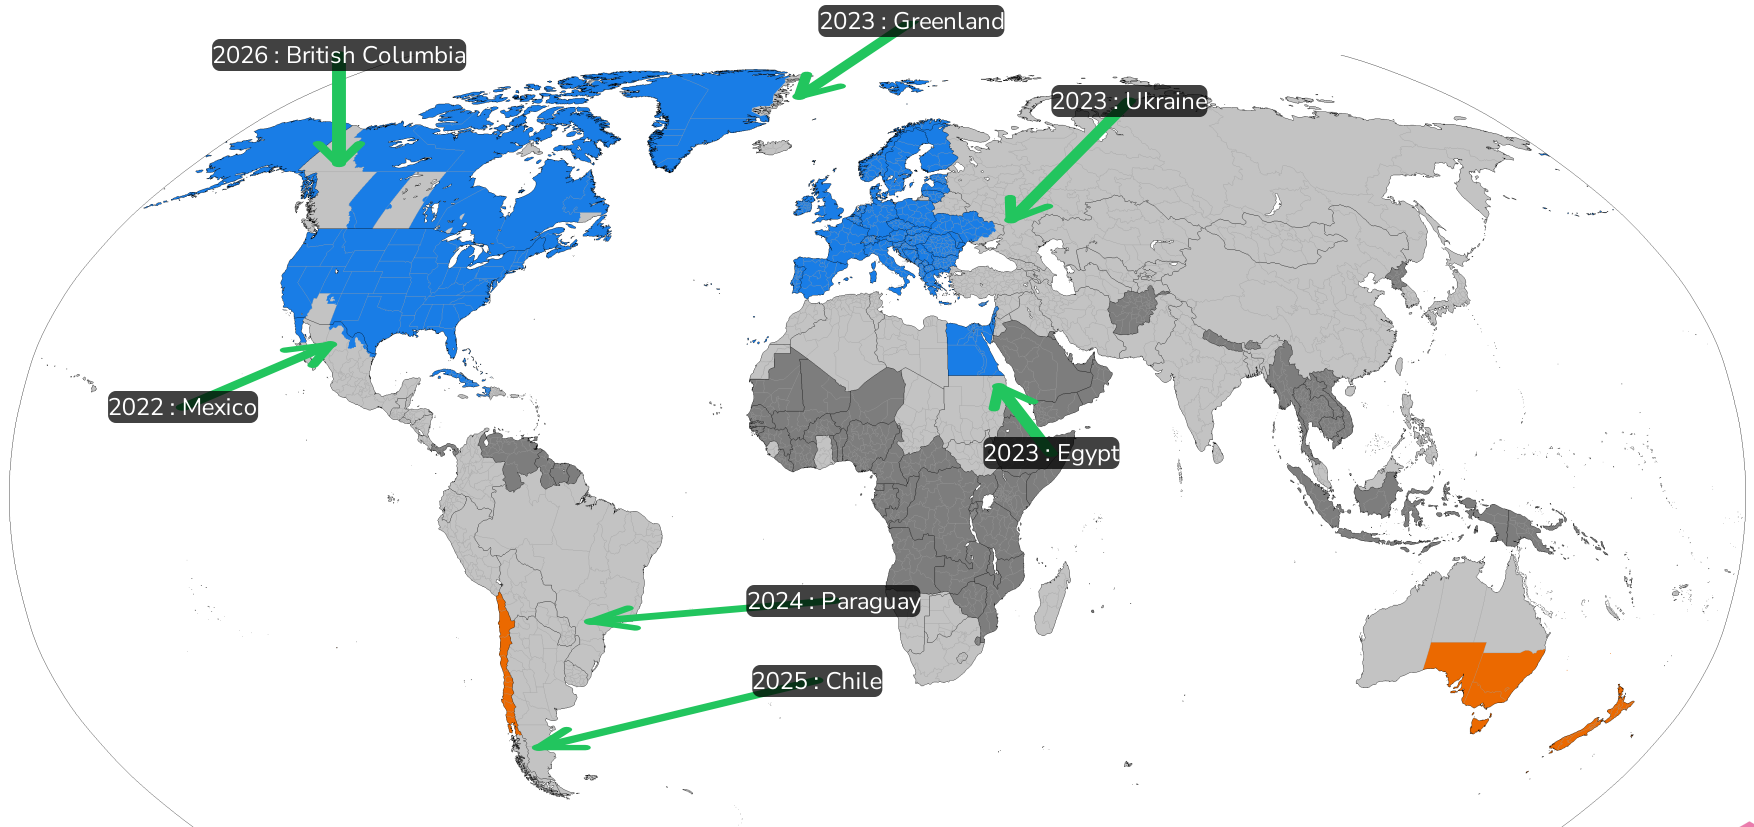 2023 : Greenland
2026 : British Columbia
2023 : Ukraine
2022 : Mexico
2023 : Egypt
2024 : Paraguay
2025 : Chile